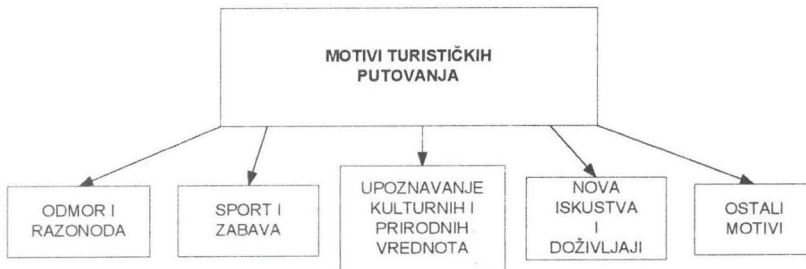 MOTIVI TURISTIČKIH
PUTOVANJA
ODMOR I
RAZONODA
SPORT I
ZABAVA
UPOZNAVANJE
KULTURNIH I
PRIRODNIH
VREDNOTA
NOVA
ISKUSTVA
I
DOŽIVLJAJI
OSTALI
MOTIVI